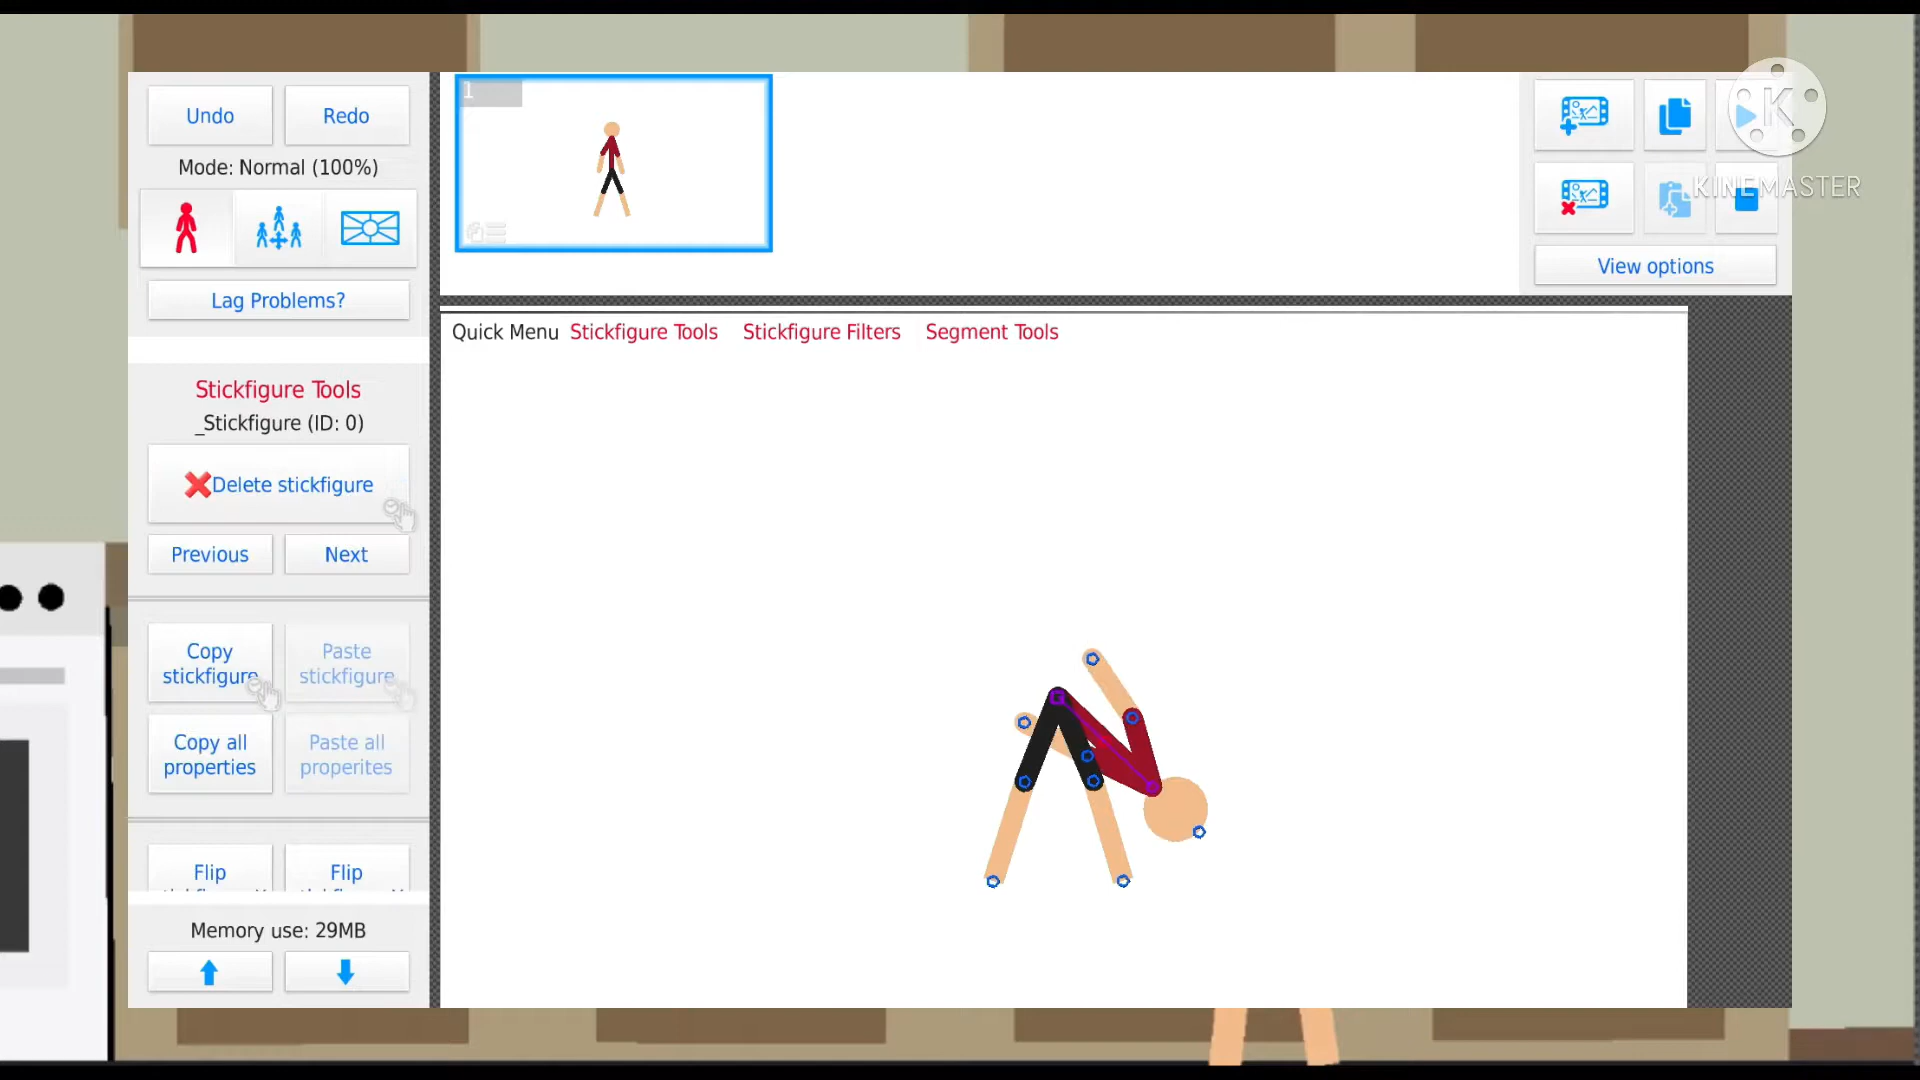 Undo
Redo
Mode: Normal (100%)
Lag Problems?
Stickfigure Tools
_Stickfigure (ID: 0)
Delete stickfigure
Previous
Next
Copy stickfigure
Paste stickfigure
Copy all properties
Paste all properites
Flip
Flip
Memory use: 29MB
1
Quick Menu
Stickfigure Tools
Stickfigure Filters
Segment Tools
K
KINEMASTER
View options
G